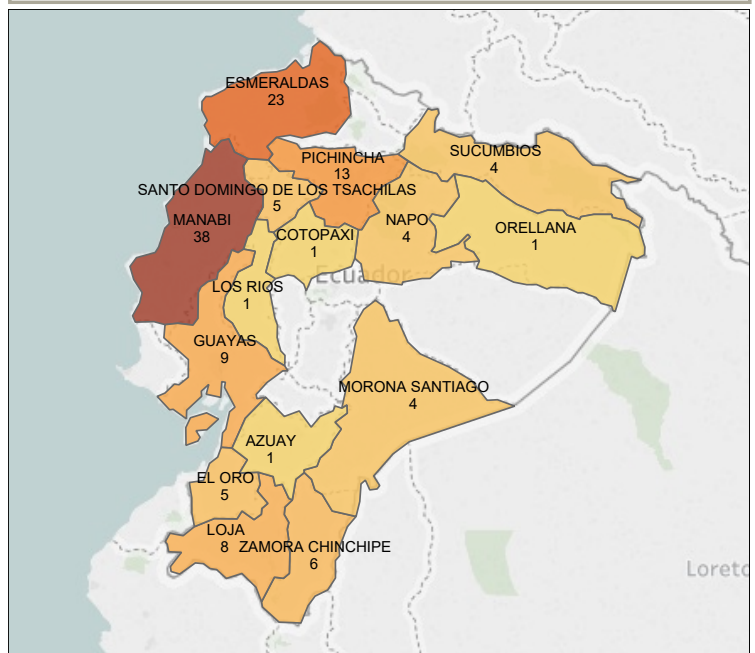 ESMERALDAS
23
PICHINCHA
13
SUCUMBIOS
4
SANTO DOMINGO DE LOS TSACHILAS
5
MANABI
38
NAPO
4
ORELLANA
1
COTOPAXI
1
Ecuador
LOS RIOS
1
GUAYAS
9
MORONA SANTIAGO
4
AZUAY
1
EL ORO
5
LOJA
8
ZAMORA CHINCHIPE
6
Loreto